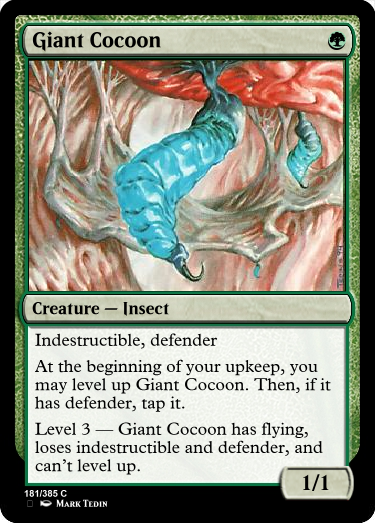 Giant Cocoon
Creature — Insect
Indestructible, defender
At the beginning of your upkeep, you
may level up Giant Cocoon. Then, if it
has defender, tap it.
Level 3 — Giant Cocoon has flying,
loses indestructible and defender, and
can't level up.
1/1
181/385 C
Mark Tedin